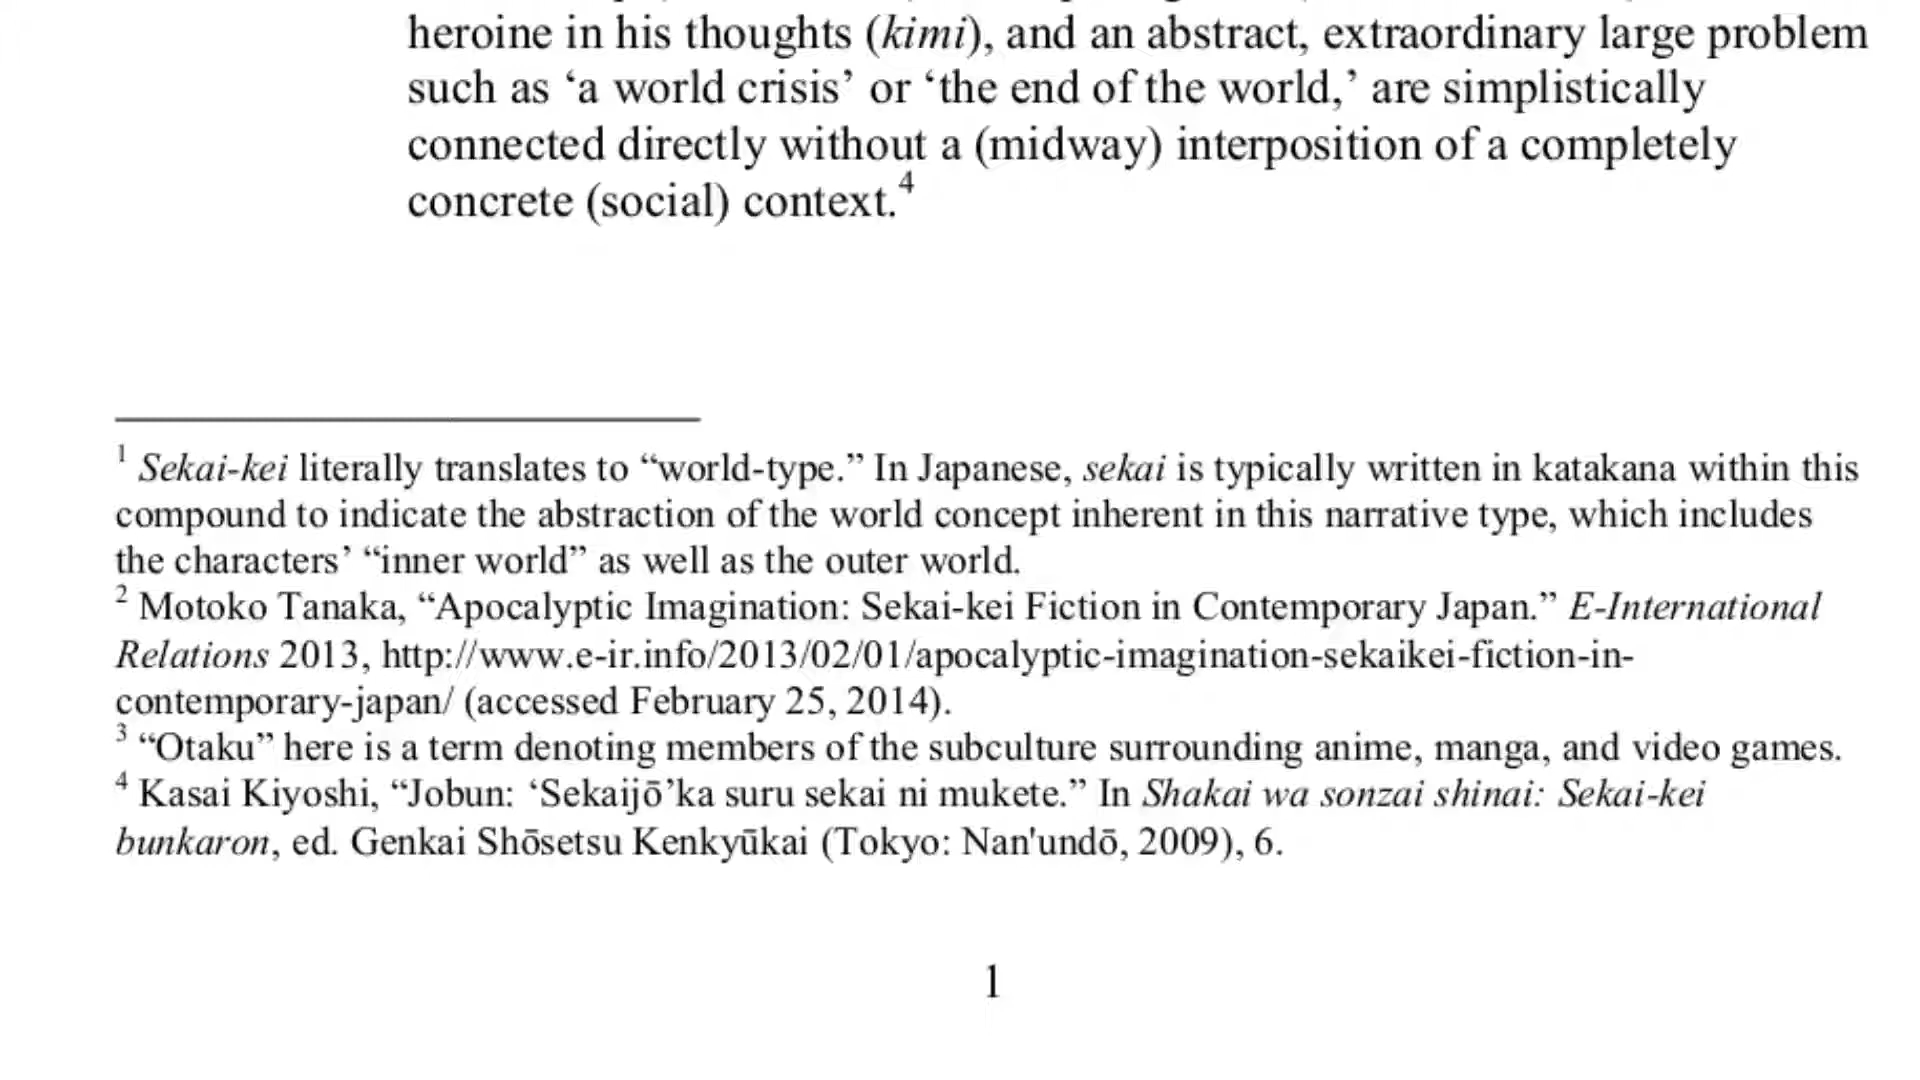 heroine in his thoughts (kimi), and an abstract, extraordinary large problem
such as ‘a world crisis’ or ‘the end of the world,’ are simplistically
connected directly without a (midway) interposition of a completely
concrete (social) context.4
1 Sekai-kei literally translates to “world-type.” In Japanese, sekai is typically written in katakana within this
compound to indicate the abstraction of the world concept inherent in this narrative type, which includes
the characters’ “inner world” as well as the outer world.
2 Motoko Tanaka, “Apocalyptic Imagination: Sekai-kei Fiction in Contemporary Japan.” E-International
Relations 2013, http://www.e-ir.info/2013/02/01/apocalyptic-imagination-sekaikei-fiction-in-
contemporary-japan/ (accessed February 25, 2014).
3 “Otaku” here is a term denoting members of the subculture surrounding anime, manga, and video games.
4 Kasai Kiyoshi, “Jobun: ‘Sekaijō’ka suru sekai ni mukete.” In Shakai wa sonzai shinai: Sekai-kei
bunkaron, ed. Genkai Shōsetsu Kenkyūkai (Tokyo: Nan'undō, 2009), 6.
1